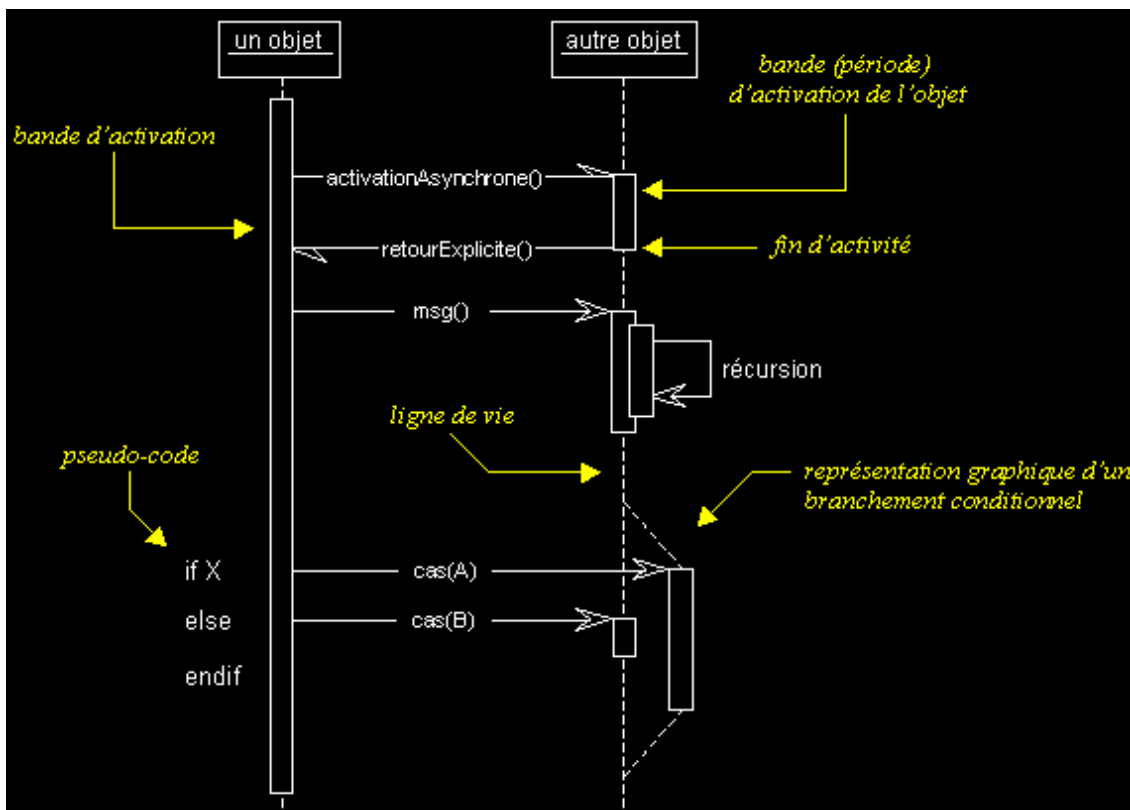 un objet
autre objet
bande (période)
d'activation de l'objet
bande d'activation
activationAsynchrone()
retourExplicite()
fin d'activité
msg()
récursion
ligne de vie
pseudo-code
représentation graphique d'un
branchement conditionnel
if X
cas(A)
else
cas(B)
endif